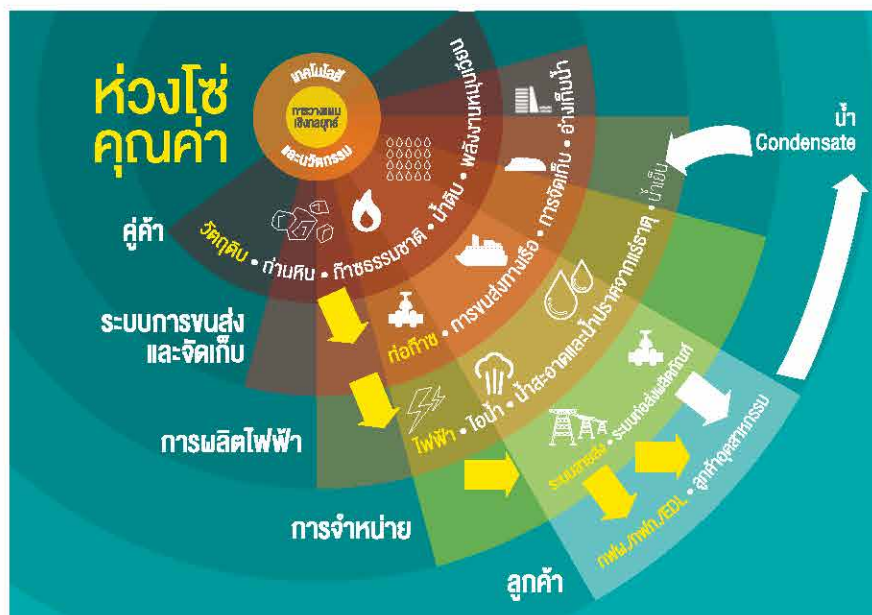 ห่วงโซ่
คุณค่า
เทคโนโลยี
การวางแผน
เชิงกลยุทธ์
และนวัตกรรม
คู่ค้า
วัตถุดิบ • ถ่านหิน • ก๊าซธรรมชาติ • น้ำดิบ • พลังงานหมุนเวียน
ระบบการขนส่ง
และจัดเก็บ
ท่อก๊าซ • การขนส่งทางเรือ • การจัดเก็บ • อ่างเก็บน้ำ
การผลิตไฟฟ้า
ไฟฟ้า • ไอน้ำ • น้ำสะอาดและน้ำปราศจากแร่ธาตุ • น้ำเย็น
การจำหน่าย
ระบบสายส่ง • ระบบท่อส่งผลิตภัณฑ์
ลูกค้า
กฟผ./กฟภ./EDL • ลูกค้าอุตสาหกรรม
น้ำ
Condensate